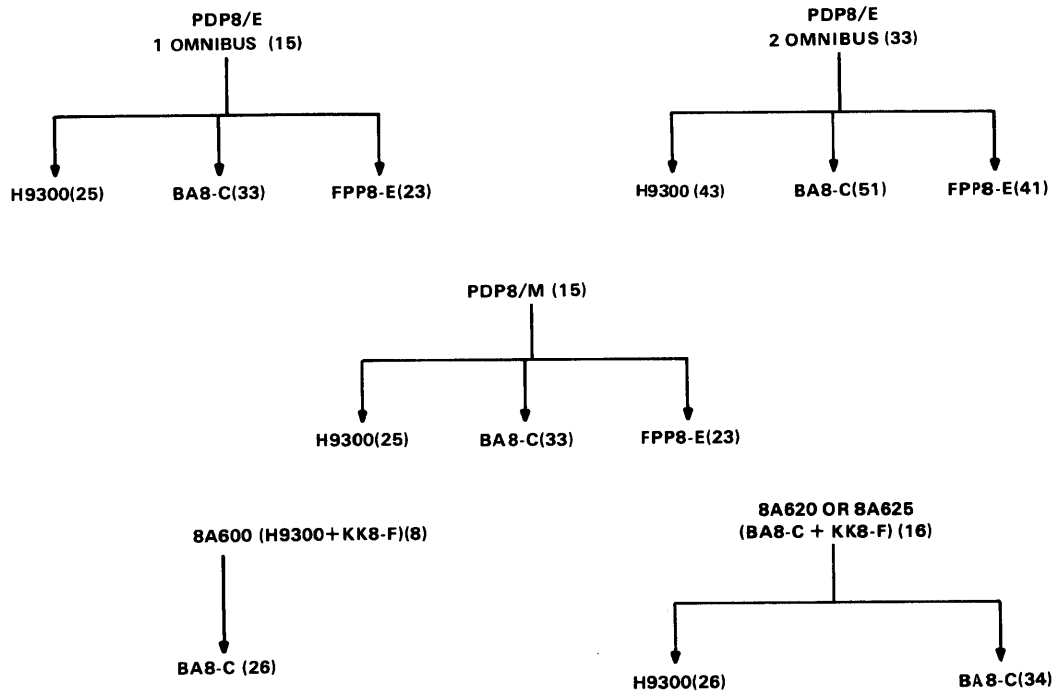 PDP8/E
1 OMNIBUS (15)
H9300(25)
BA8-C(33)
FPP8-E(23)
PDP8/E
2 OMNIBUS (33)
H9300 (43)
BA8-C(51)
FPP8-E(41)
PDP8/M (15)
H9300(25)
BA8-C(33)
FPP8-E(23)
8A600 (H9300+KK8-F)(8)
BA8-C (26)
8A620 OR 8A625
(BA8-C + KK8-F) (16)
H9300(26)
BA8-C(34)